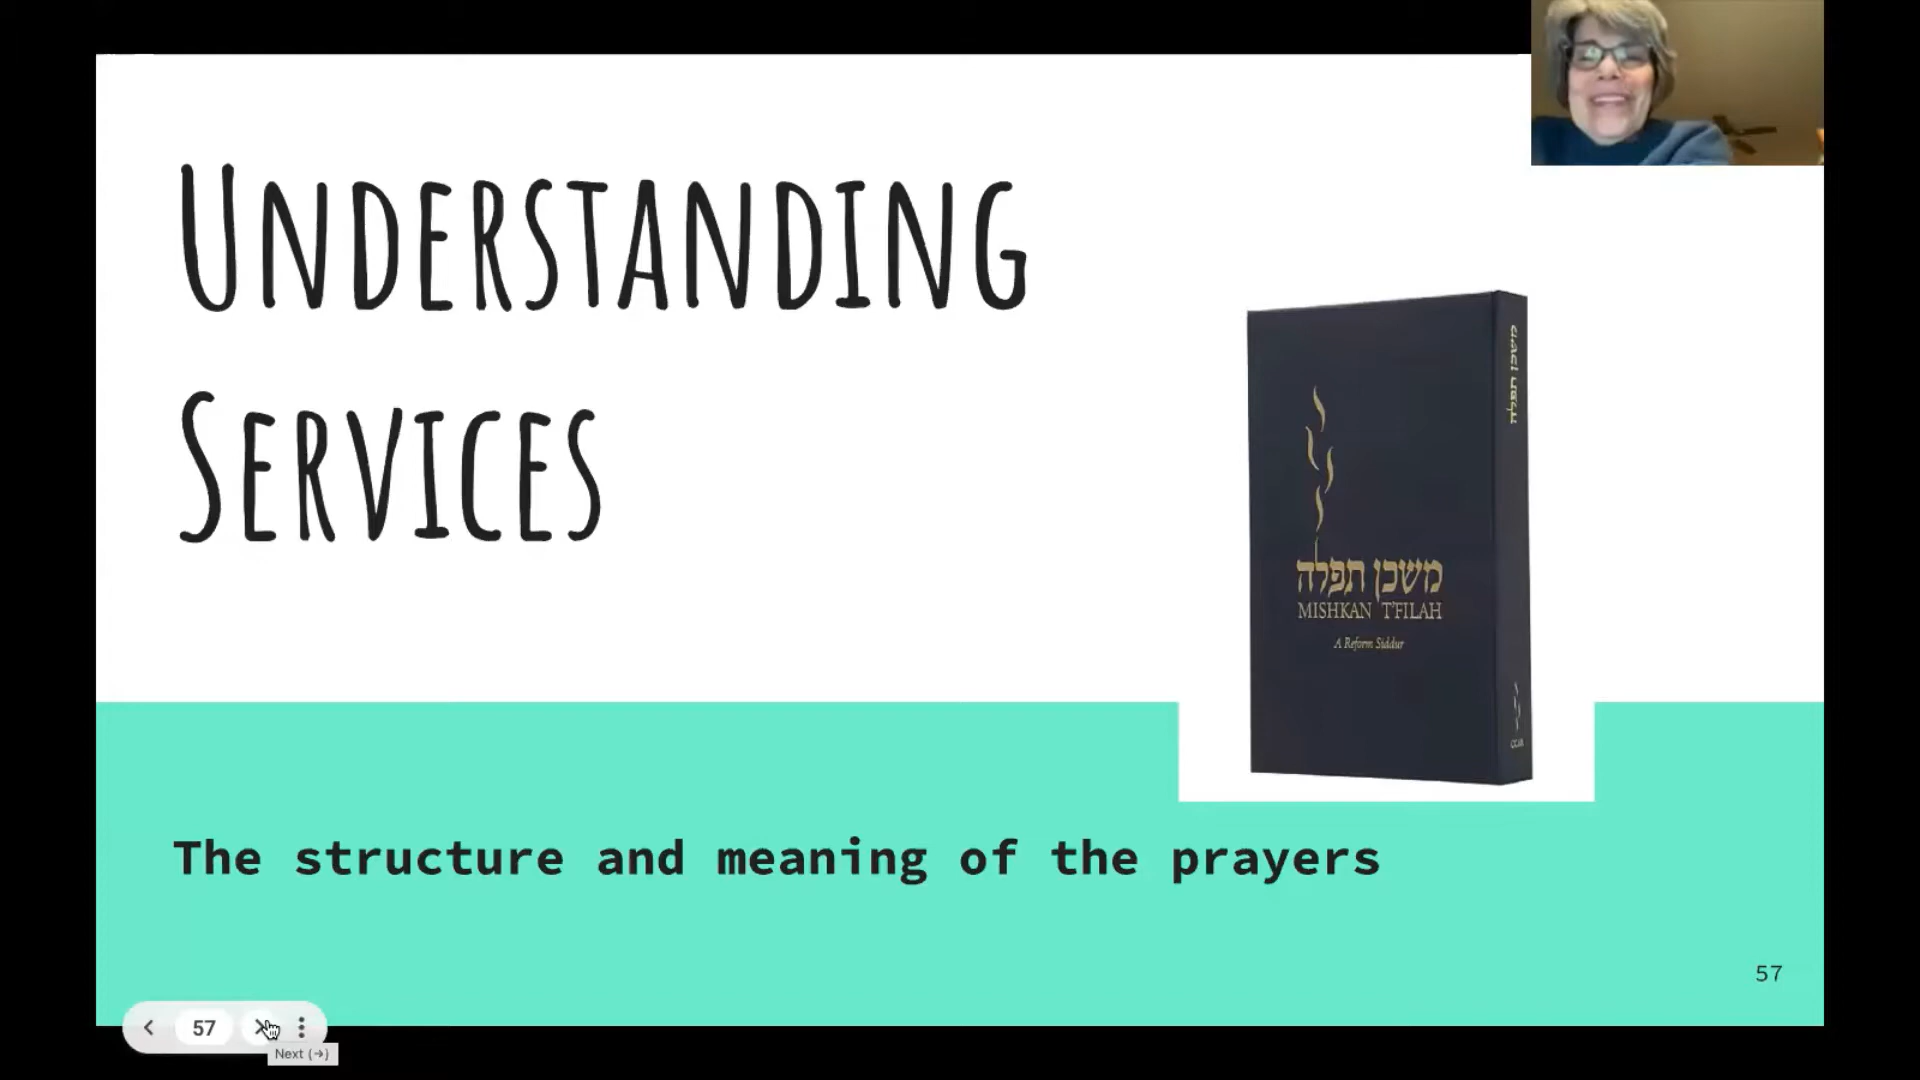 UNDERSTANDING
SERVICES
משכן תפלה
משכן תפלה
MISHKAN T'FILAH
A Reform Siddur
CCAR
The structure and meaning of the prayers
57
57
Next (→)